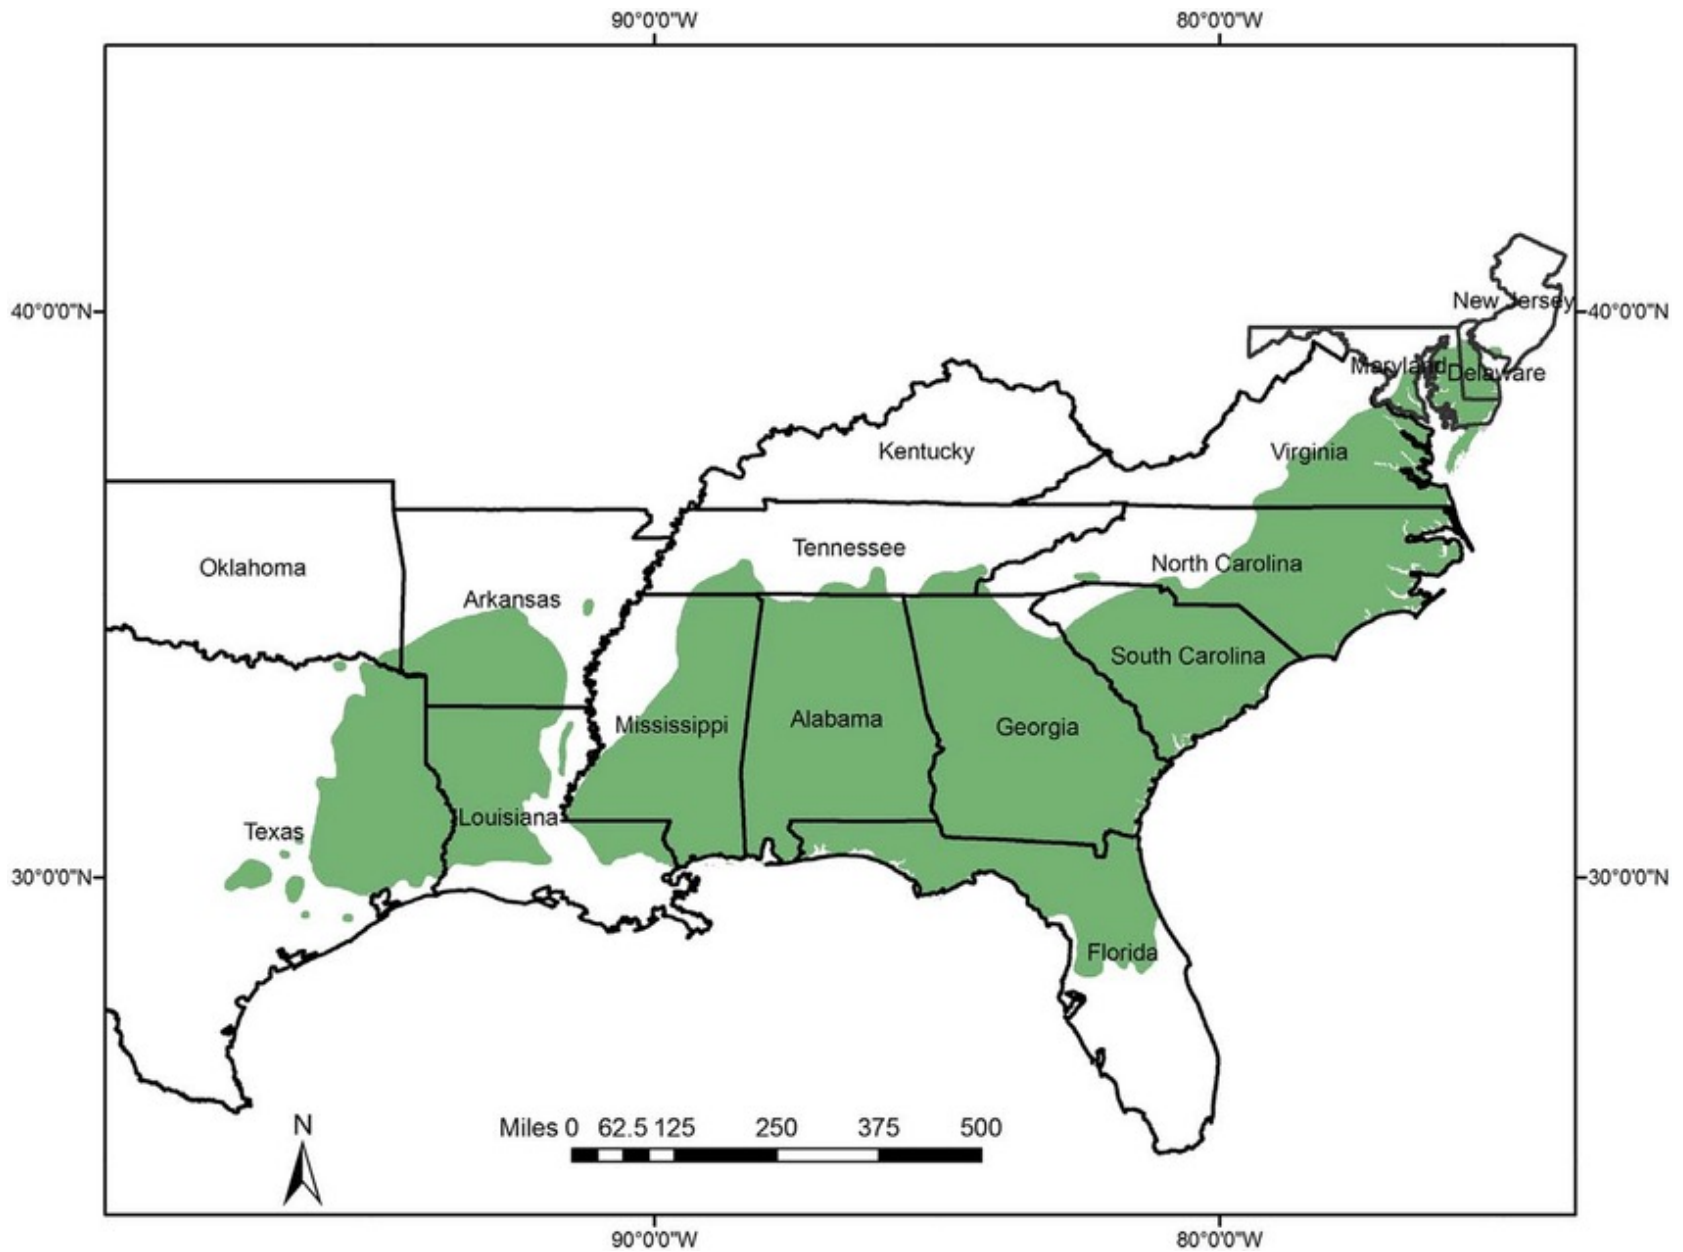 90°0'0"W 80°0'0"W
New Jersey
40°0'0"N 40°0'0"N
Maryland Delaware
Kentucky Virginia
Tennessee
Oklahoma North Carolina
Arkansas
South Carolina
Mississippi Alabama Georgia
Louisiana
Texas
30°0'0"N 30°0'0"N
Florida
N
Miles 0 62.5 125 250 375 500
90°0'0"W 80°0'0"W